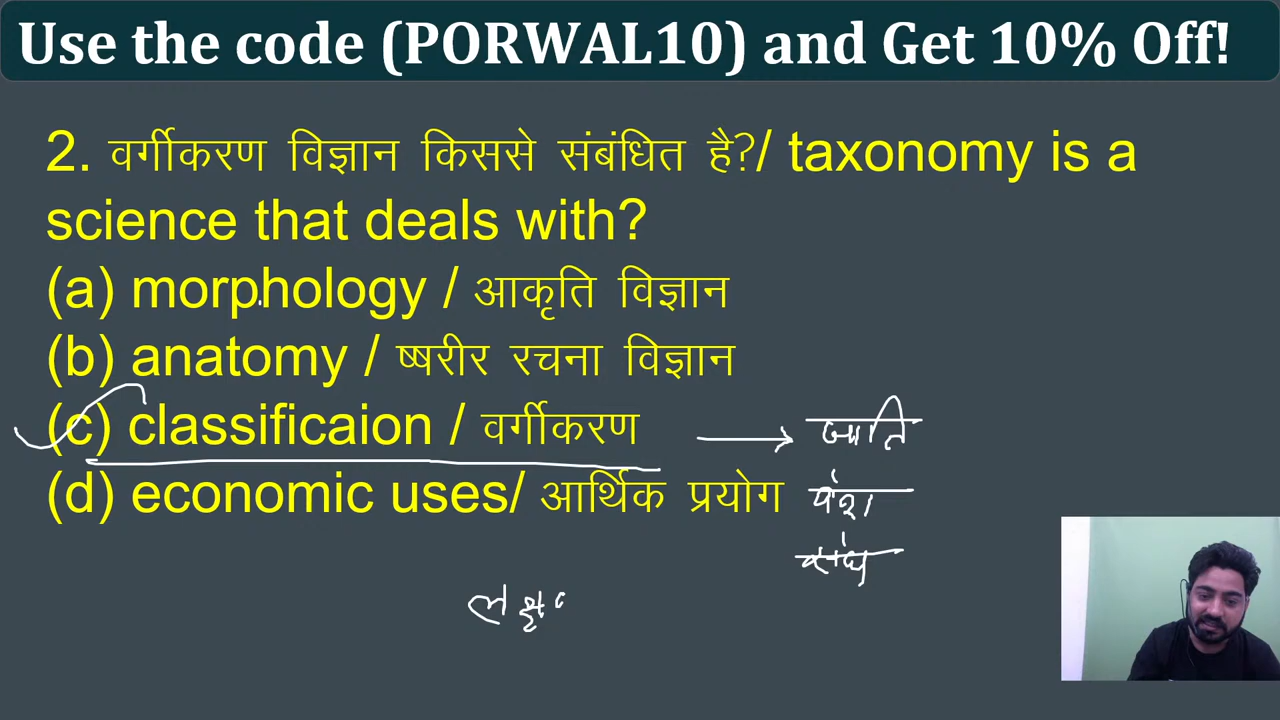 Use the code (PORWAL10) and Get 10% Off!
2. वर्गीकरण विज्ञान किससे संबंधित है?/ taxonomy is a
science that deals with?
(a) morphology / आकृति विज्ञान
(b) anatomy / ष्षरीर रचना विज्ञान
(c) classificaion / वर्गीकरण
जाति
(d) economic uses/ आर्थिक प्रयोग
वंश
संघ